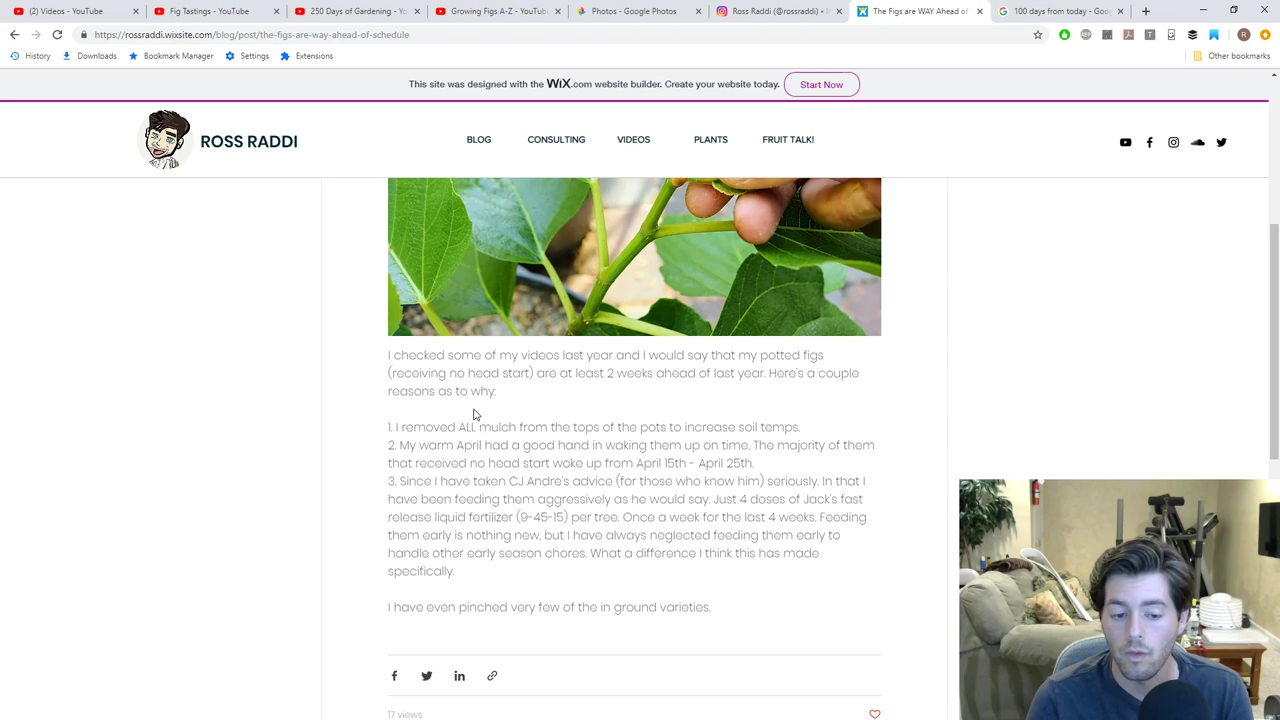 (2) Videos - YouTube
Fig Tastings - YouTube
250 Days of Gardening - Yo
Growing Figs A-Z - YouTub
Photos - Google Photos
Ross Raddi (@rossraddi) • I
The Figs are WAY Ahead of
100 days from today - Goo
https://rossraddi.wixsite.com/blog/post/the-figs-are-way-ahead-of-schedule
History
Downloads
Bookmark Manager
Settings
Extensions
Other bookmarks
This site was designed with the WiX.com website builder. Create your website today.
Start Now
ROSS RADDI
BLOG
CONSULTING
VIDEOS
PLANTS
FRUIT TALK!
I checked some of my videos last year and I would say that my potted figs
(receiving no head start) are at least 2 weeks ahead of last year. Here's a couple
reasons as to why:
1. I removed ALL mulch from the tops of the pots to increase soil temps.
2. My warm April had a good hand in waking them up on time. The majority of them
that received no head start woke up from April 15th - April 25th.
3. Since I have taken CJ Andre's advice (for those who know him) seriously. In that I
have been feeding them aggressively as he would say. Just 4 doses of Jack's fast
release liquid fertilizer (9-45-15) per tree. Once a week for the last 4 weeks. Feeding
them early is nothing new, but I have always neglected feeding them early to
handle other early season chores. What a difference I think this has made
specifically.
I have even pinched very few of the in ground varieties.
17 views